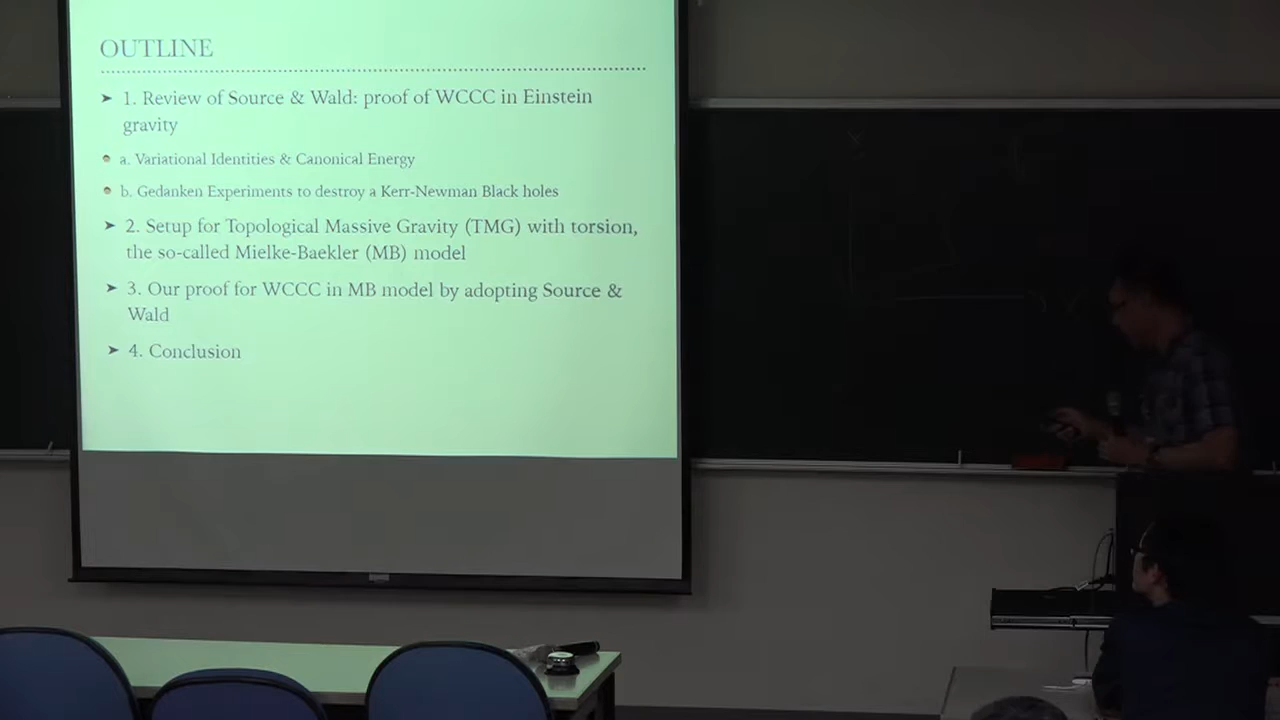 OUTLINE
➤ 1. Review of Source & Wald: proof of WCCC in Einstein
gravity
a. Variational Identities & Canonical Energy
b. Gedanken Experiments to destroy a Kerr-Newman Black holes
➤ 2. Setup for Topological Massive Gravity (TMG) with torsion,
the so-called Mielke-Baekler (MB) model
➤ 3. Our proof for WCCC in MB model by adopting Source &
Wald
➤ 4. Conclusion